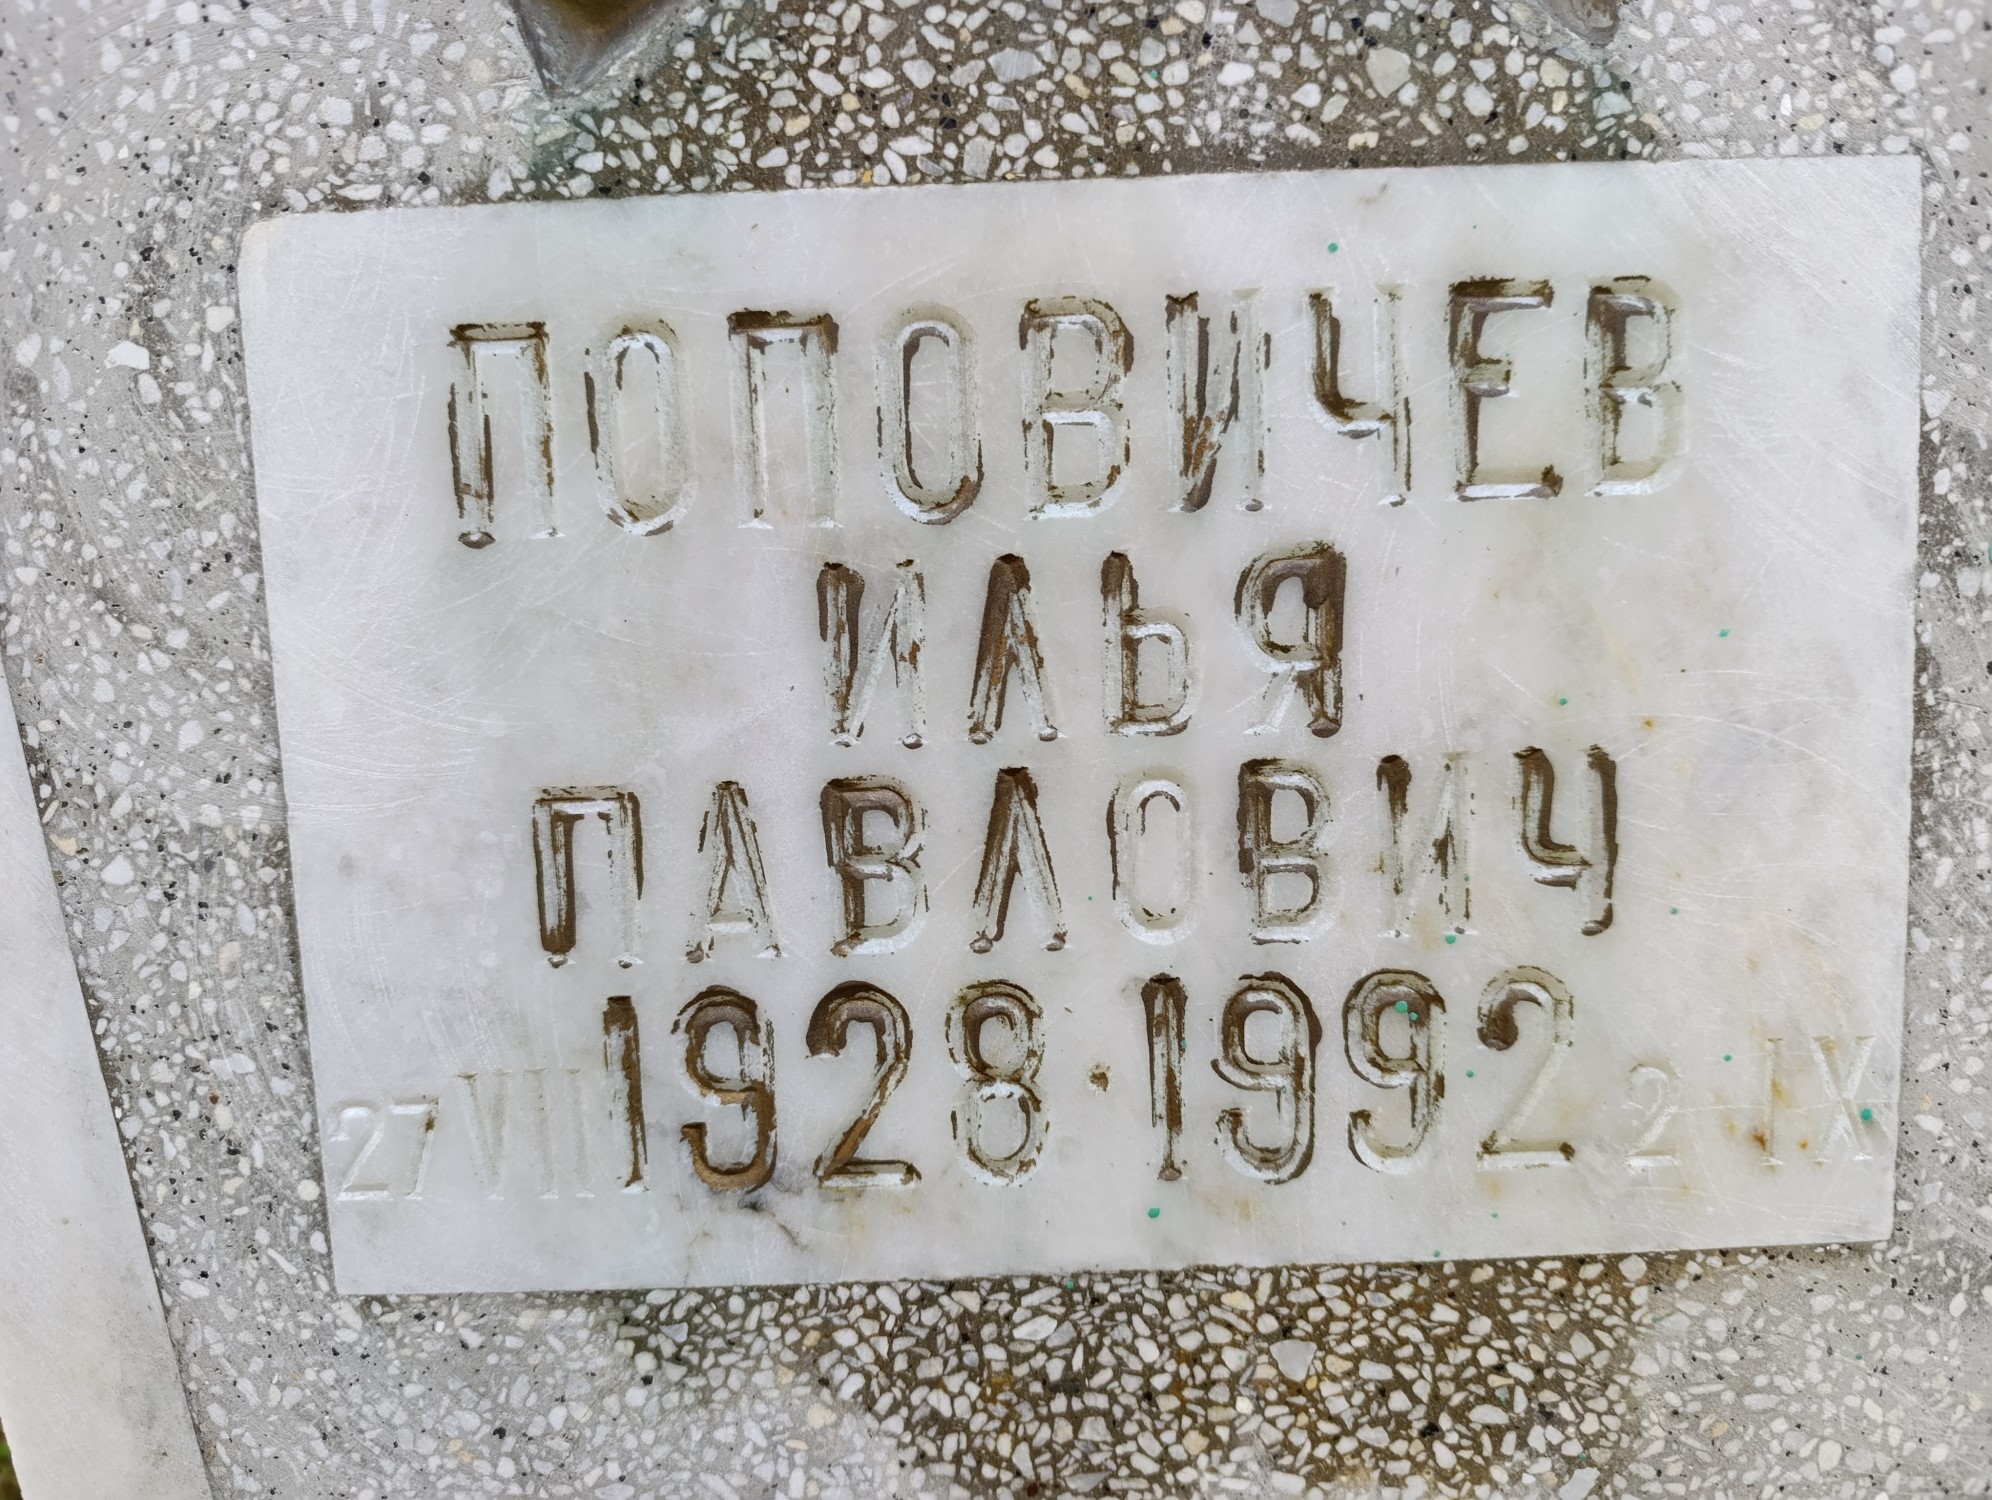 ПОПОВИЧЕВ
ИЛЬЯ
ПАВЛОВИЧ
27 VIII 1928 · 1992 2 IX